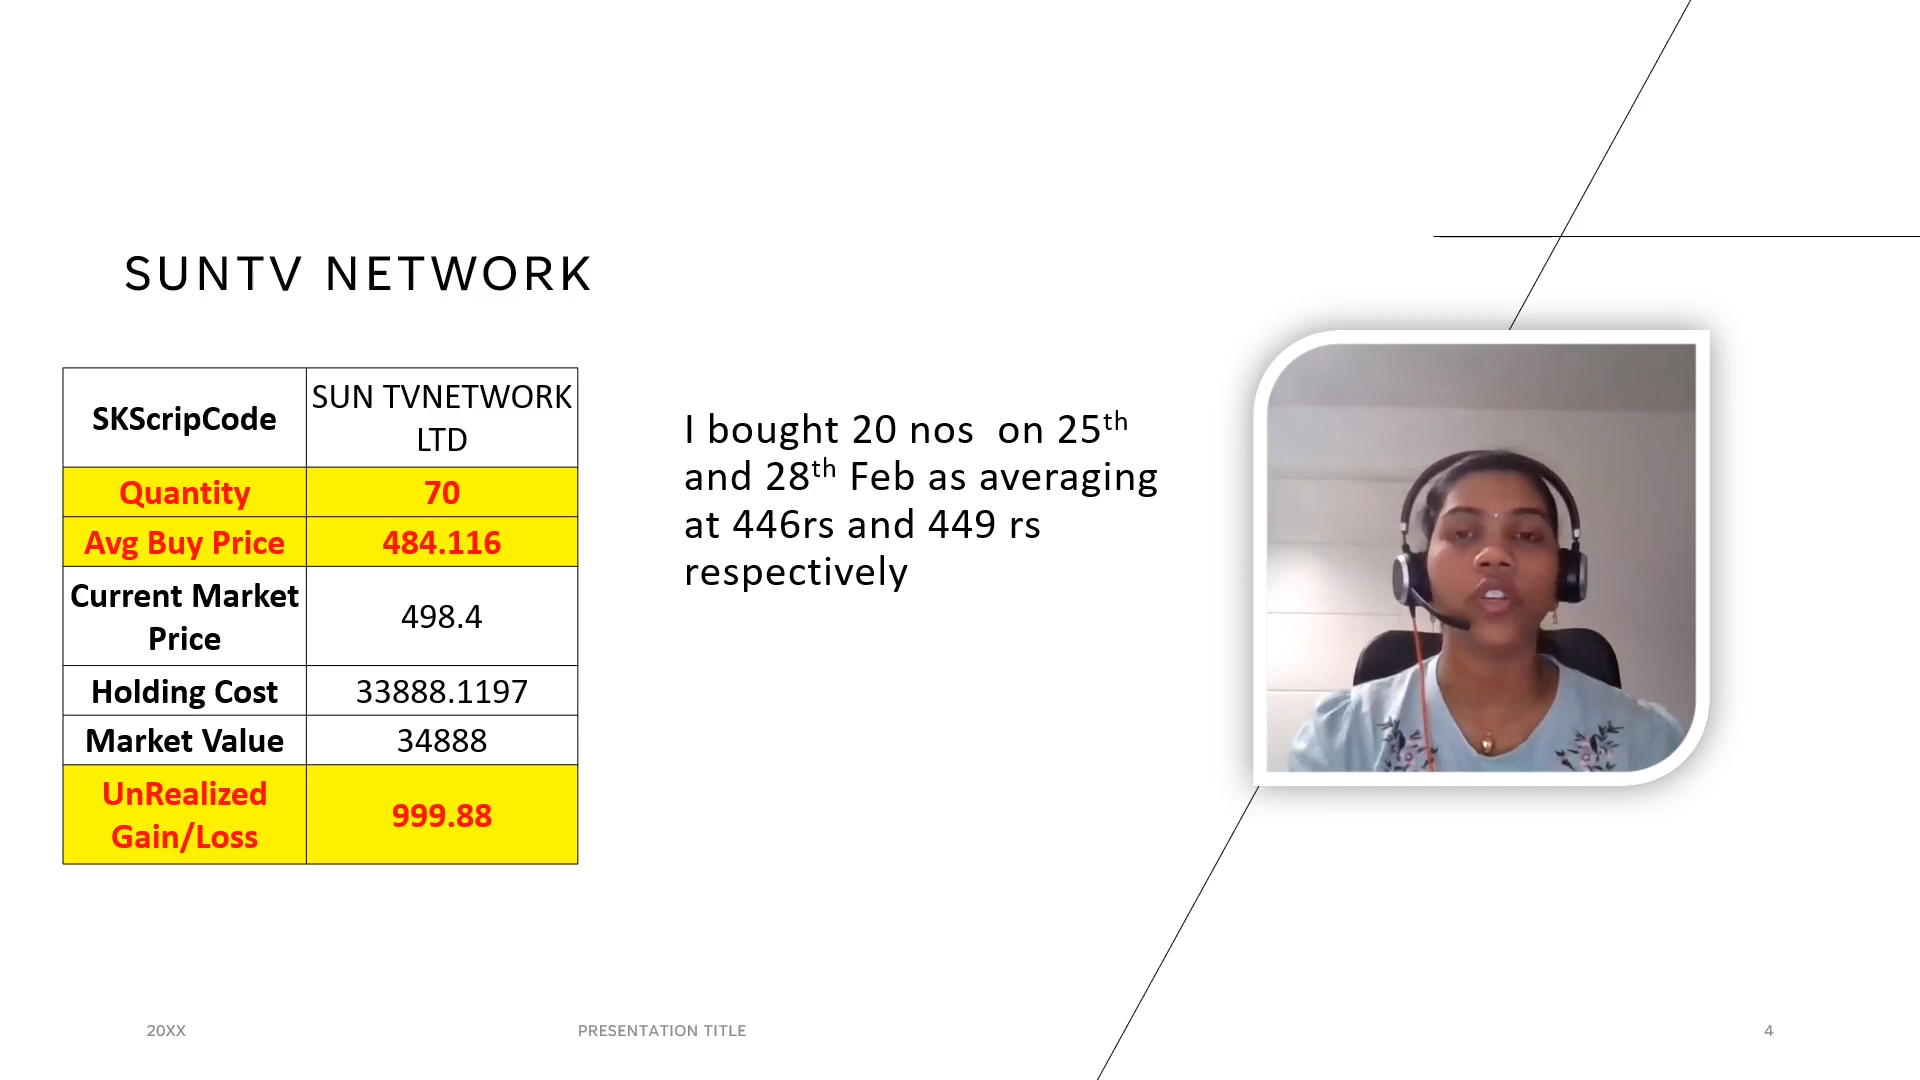 SUNTV NETWORK
SKScripCode
SUN TVNETWORK
LTD
Quantity
70
Avg Buy Price
484.116
Current Market
Price
498.4
Holding Cost
33888.1197
Market Value
34888
UnRealized
Gain/Loss
999.88
I bought 20 nos  on 25th
and 28th Feb as averaging
at 446rs and 449 rs
respectively
20XX
PRESENTATION TITLE
4